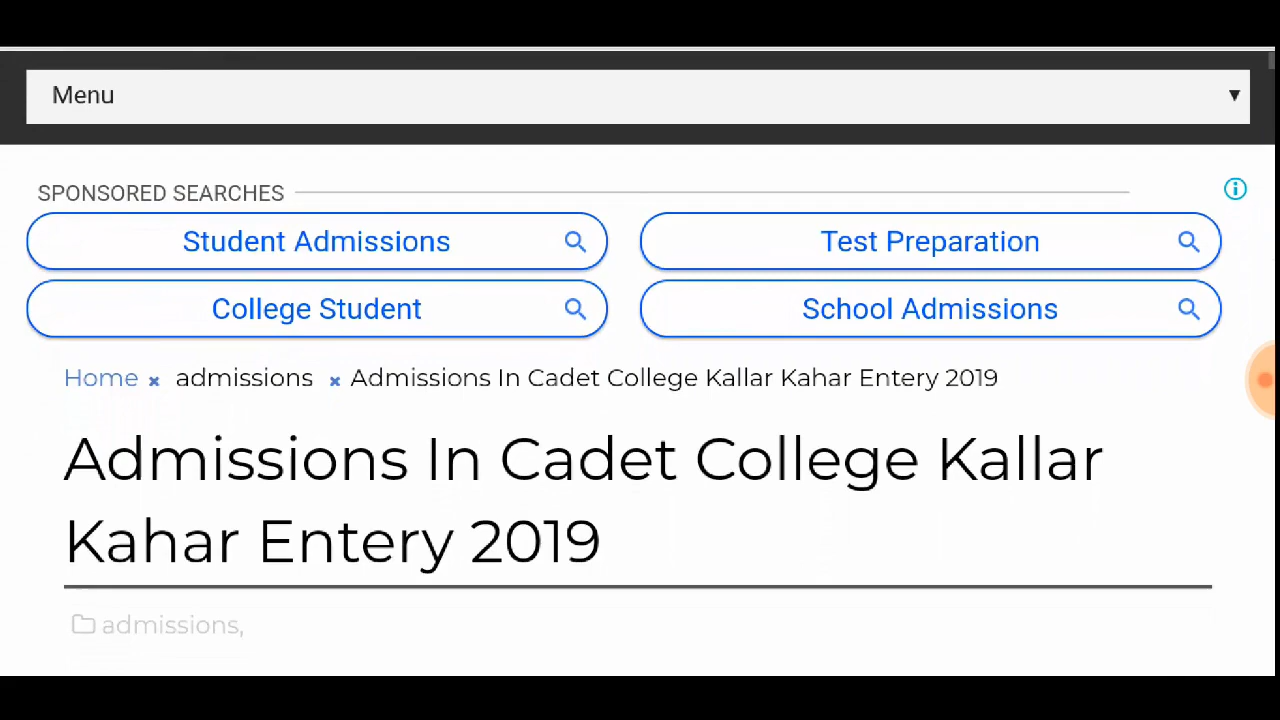 Menu
SPONSORED SEARCHES
Student Admissions
Test Preparation
College Student
School Admissions
Home × admissions × Admissions In Cadet College Kallar Kahar Entery 2019
Admissions In Cadet College Kallar
Kahar Entery 2019
admissions,